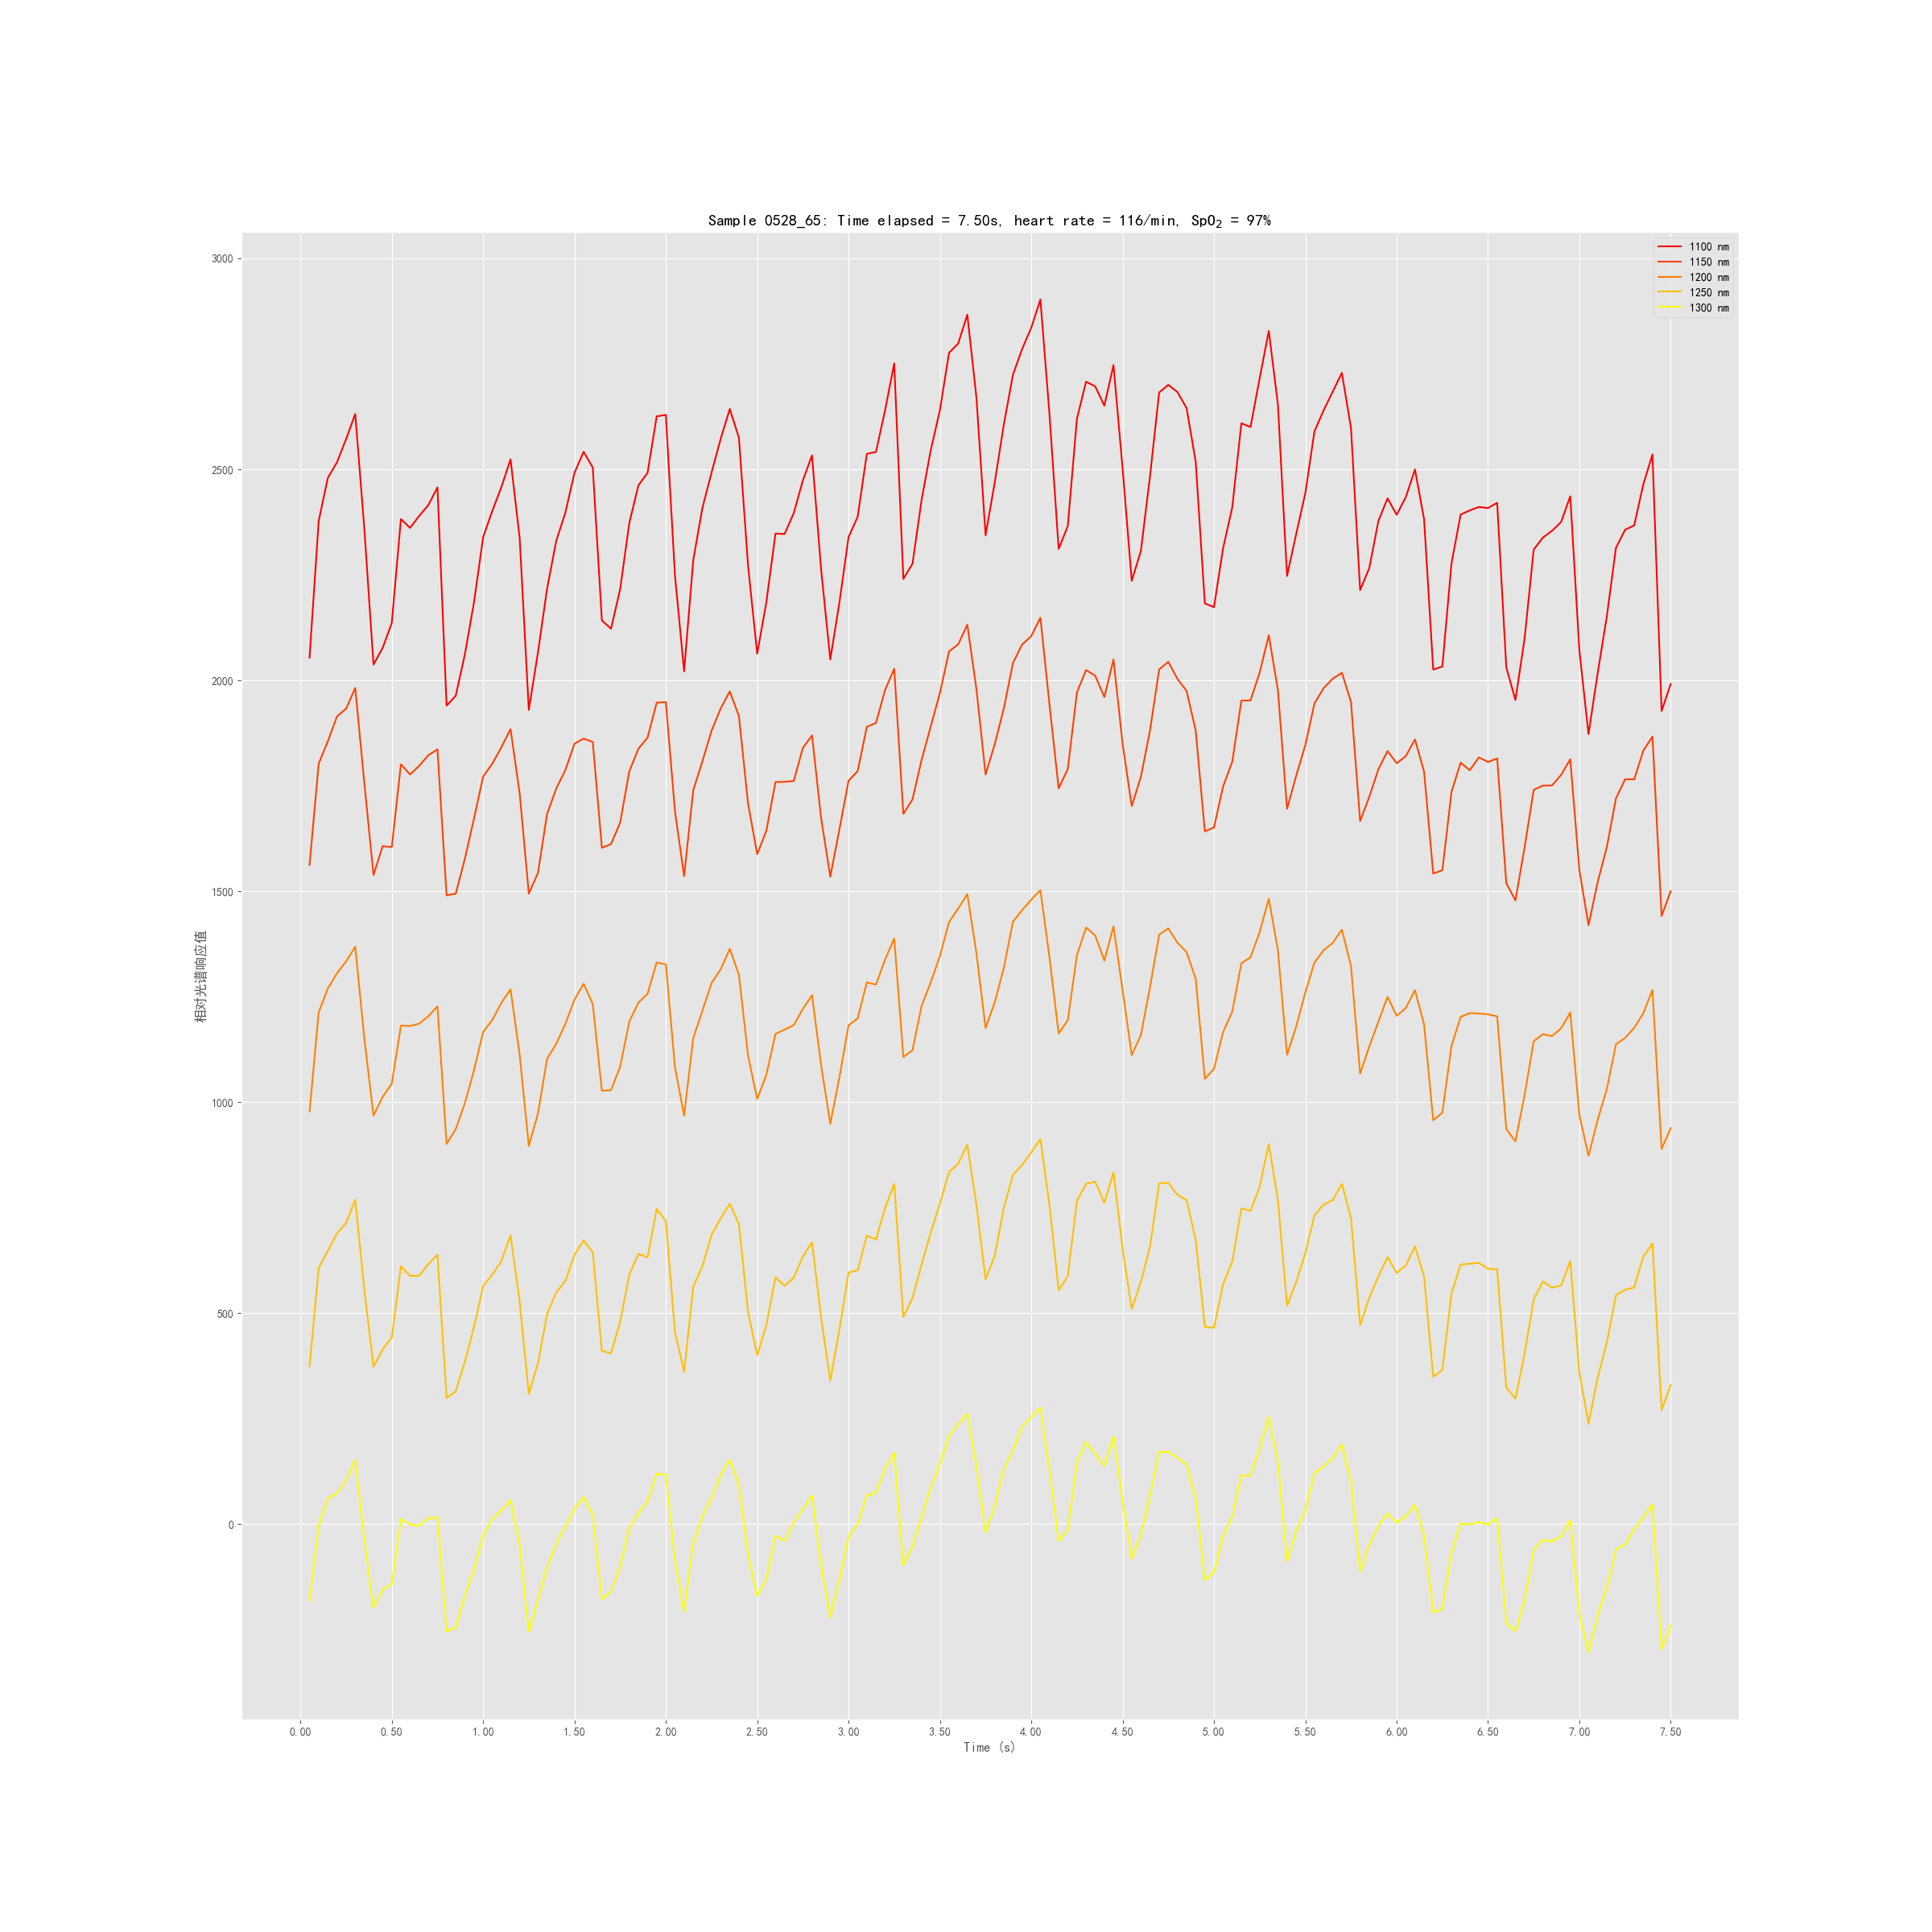 Sample 0528_65: Time elapsed = 7.50s, heart rate = 116/min, SpO2 = 97%
1100 nm
1150 nm
1200 nm
1250 nm
1300 nm
3000
2500
2000
1500
1000
500
0
相对光谱响应值
0.00 0.50 1.00 1.50 2.00 2.50 3.00 3.50 4.00 4.50 5.00 5.50 6.00 6.50 7.00 7.50
Time (s)